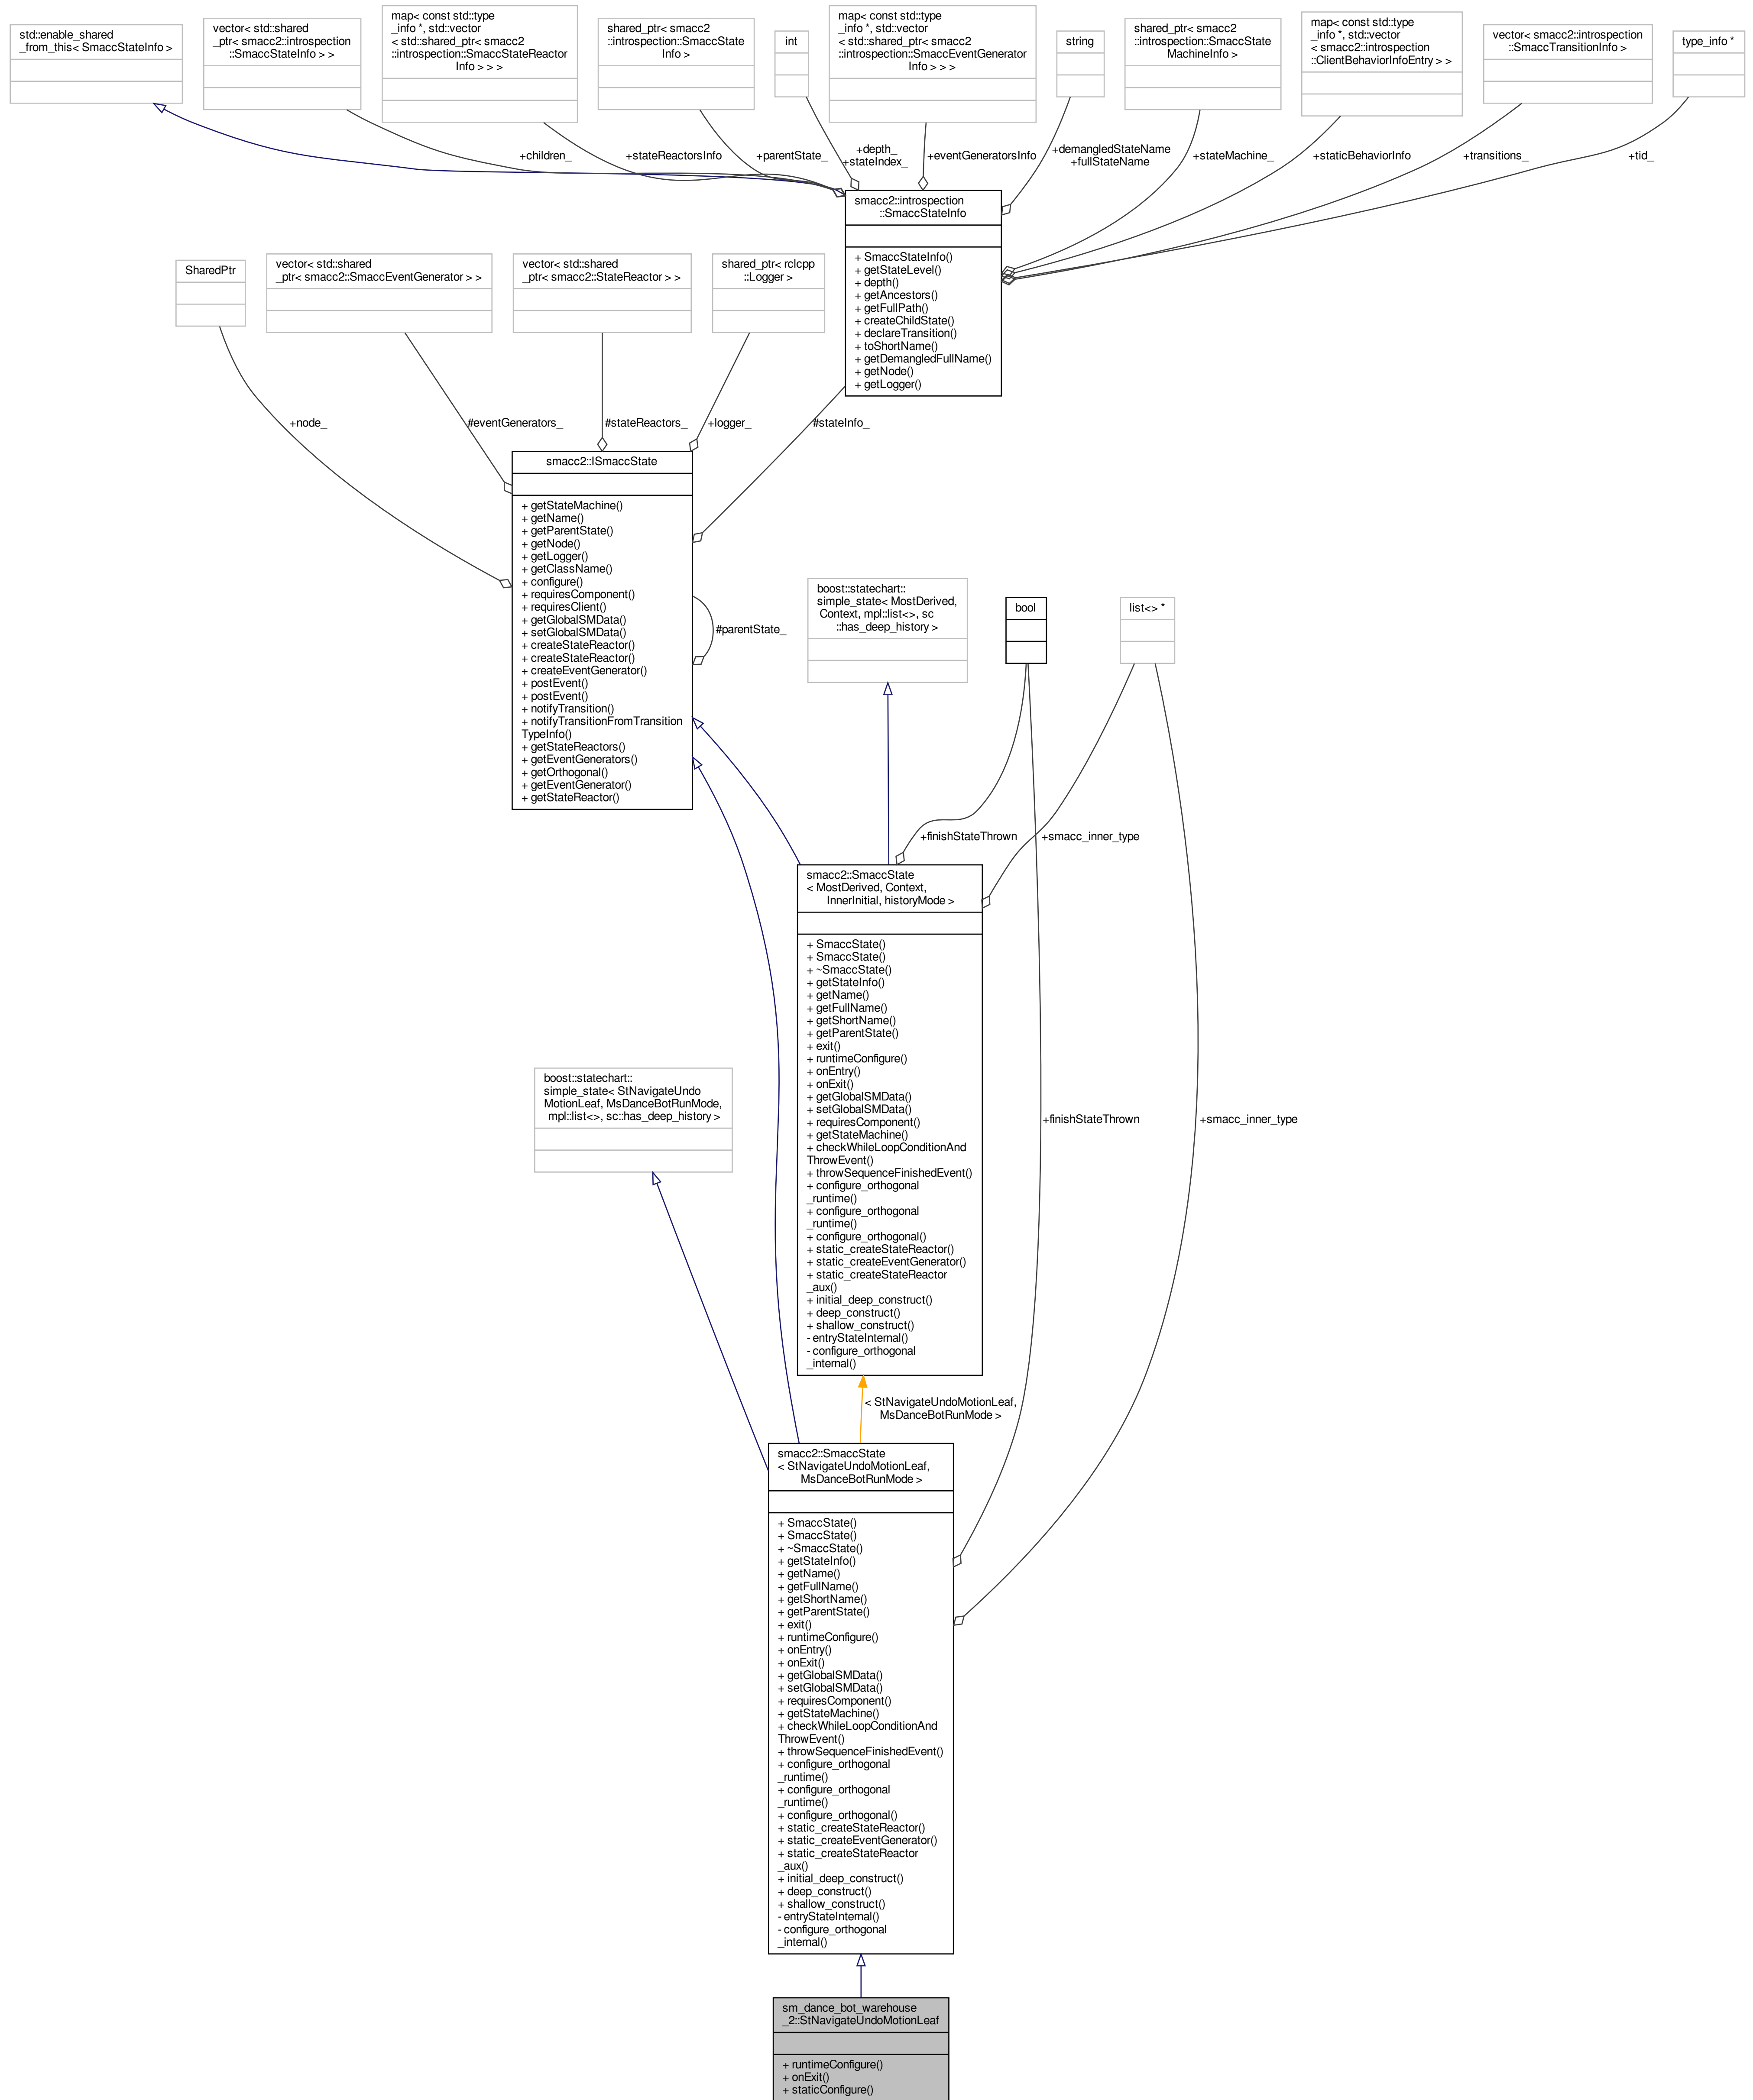 std::enable_shared
_from_this< SmaccStateInfo >
vector< std::shared
_ptr< smacc2::introspection
::SmaccStateInfo > >
map< const std::type
_info *, std::vector
< std::shared_ptr< smacc2
::introspection::SmaccStateReactor
Info > > >
shared_ptr< smacc2
::introspection::SmaccState
Info >
int
map< const std::type
_info *, std::vector
< std::shared_ptr< smacc2
::introspection::SmaccEventGenerator
Info > > >
string
shared_ptr< smacc2
::introspection::SmaccState
MachineInfo >
map< const std::type
_info *, std::vector
< smacc2::introspection
::ClientBehaviorInfoEntry > >
vector< smacc2::introspection
::SmaccTransitionInfo >
type_info *
+children_
+stateReactorsInfo
+parentState_
+depth_
+stateIndex_
+eventGeneratorsInfo
+demangledStateName
+fullStateName
+stateMachine_
+staticBehaviorInfo
+transitions_
+tid_
smacc2::introspection
::SmaccStateInfo
+ SmaccStateInfo()
+ getStateLevel()
+ depth()
+ getAncestors()
+ getFullPath()
+ createChildState()
+ declareTransition()
+ toShortName()
+ getDemangledFullName()
+ getNode()
+ getLogger()
SharedPtr
vector< std::shared
_ptr< smacc2::SmaccEventGenerator > >
vector< std::shared
_ptr< smacc2::StateReactor > >
shared_ptr< rclcpp
::Logger >
+node_
#eventGenerators_
#stateReactors_
+logger_
#stateInfo_
smacc2::ISmaccState
+ getStateMachine()
+ getName()
+ getParentState()
+ getNode()
+ getLogger()
+ getClassName()
+ configure()
+ requiresComponent()
+ requiresClient()
+ getGlobalSMData()
+ setGlobalSMData()
+ createStateReactor()
+ createStateReactor()
+ createEventGenerator()
+ postEvent()
+ postEvent()
+ notifyTransition()
+ notifyTransitionFromTransition
TypeInfo()
+ getStateReactors()
+ getEventGenerators()
+ getOrthogonal()
+ getEventGenerator()
+ getStateReactor()
#parentState_
boost::statechart::
simple_state< MostDerived,
Context, mpl::list<>, sc
::has_deep_history >
bool
list<> *
+finishStateThrown
+smacc_inner_type
smacc2::SmaccState
< MostDerived, Context,
InnerInitial, historyMode >
+ SmaccState()
+ SmaccState()
+ ~SmaccState()
+ getStateInfo()
+ getName()
+ getFullName()
+ getShortName()
+ getParentState()
+ exit()
+ runtimeConfigure()
+ onEntry()
+ onExit()
+ getGlobalSMData()
+ setGlobalSMData()
+ requiresComponent()
+ getStateMachine()
+ checkWhileLoopConditionAnd
ThrowEvent()
+ throwSequenceFinishedEvent()
+ configure_orthogonal
_runtime()
+ configure_orthogonal
_runtime()
+ configure_orthogonal()
+ static_createStateReactor()
+ static_createEventGenerator()
+ static_createStateReactor
_aux()
+ initial_deep_construct()
+ deep_construct()
+ shallow_construct()
- entryStateInternal()
- configure_orthogonal
_internal()
boost::statechart::
simple_state< StNavigateUndo
MotionLeaf, MsDanceBotRunMode,
mpl::list<>, sc::has_deep_history >
+finishStateThrown
+smacc_inner_type
< StNavigateUndoMotionLeaf,
MsDanceBotRunMode >
smacc2::SmaccState
< StNavigateUndoMotionLeaf,
MsDanceBotRunMode >
+ SmaccState()
+ SmaccState()
+ ~SmaccState()
+ getStateInfo()
+ getName()
+ getFullName()
+ getShortName()
+ getParentState()
+ exit()
+ runtimeConfigure()
+ onEntry()
+ onExit()
+ getGlobalSMData()
+ setGlobalSMData()
+ requiresComponent()
+ getStateMachine()
+ checkWhileLoopConditionAnd
ThrowEvent()
+ throwSequenceFinishedEvent()
+ configure_orthogonal
_runtime()
+ configure_orthogonal
_runtime()
+ configure_orthogonal()
+ static_createStateReactor()
+ static_createEventGenerator()
+ static_createStateReactor
_aux()
+ initial_deep_construct()
+ deep_construct()
+ shallow_construct()
- entryStateInternal()
- configure_orthogonal
_internal()
sm_dance_bot_warehouse
_2::StNavigateUndoMotionLeaf
+ runtimeConfigure()
+ onExit()
+ staticConfigure()